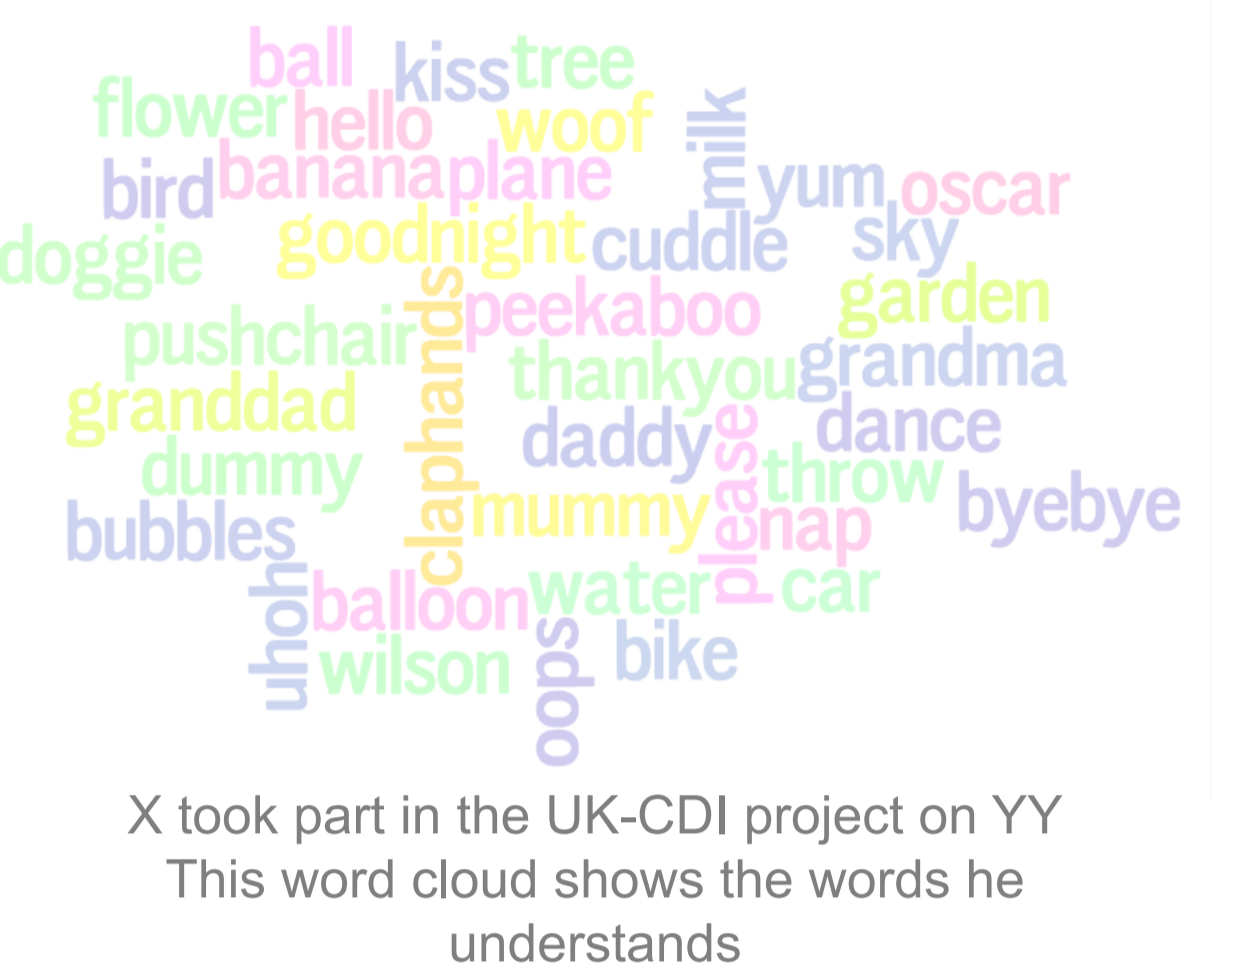 ball kiss tree
flower hello woof milk
bird banana plane yum oscar
doggie goodnight cuddle sky
pushchair claphands peekaboo garden
granddad thankyou grandma
dummy daddy please dance
bubbles mummy throw byebye
nap
uhoh balloon water car
wilson oops bike
X took part in the UK-CDI project on YY
This word cloud shows the words he
understands